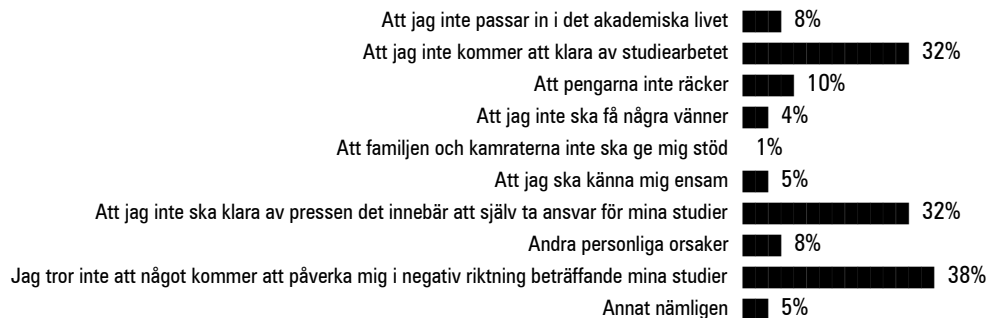 Att jag inte passar in i det akademiska livet 8%
Att jag inte kommer att klara av studiearbetet 32%
Att pengarna inte räcker 10%
Att jag inte ska få några vänner 4%
Att familjen och kamraterna inte ska ge mig stöd 1%
Att jag ska känna mig ensam 5%
Att jag inte ska klara av pressen det innebär att själv ta ansvar för mina studier 32%
Andra personliga orsaker 8%
Jag tror inte att något kommer att påverka mig i negativ riktning beträffande mina studier 38%
Annat nämligen 5%